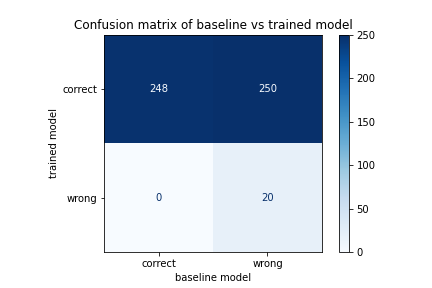 Confusion matrix of baseline vs trained model
250
correct
248
250
200
trained model
150
100
wrong
0
20
50
0
correct
wrong
baseline model